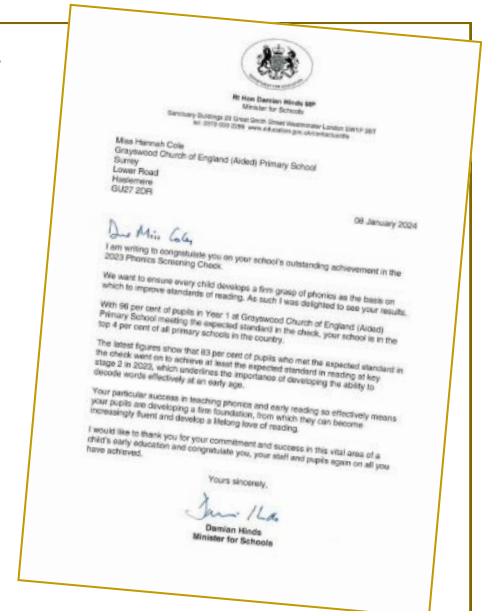 Rt Hon Damian Hinds MP
Minister for Schools
Sanctuary Buildings 20 Great Smith Street Westminster London SW1P 3BT
tel: 0370 000 2288 www.education.gov.uk/contactus/dfe
Miss Hannah Cole
Grayswood Church of England (Aided) Primary School
Surrey
Lower Road
Haslemere
GU27 2DR
08 January 2024
Dear Miss Cole,
I am writing to congratulate you on your school's outstanding achievement in the
2023 Phonics Screening Check.
We want to ensure every child develops a firm grasp of phonics as the basis on
which to improve standards of reading. As such I was delighted to see your results.
With 96 per cent of pupils in Year 1 at Grayswood Church of England (Aided)
Primary School meeting the expected standard in the check, your school is in the
top 4 per cent of all primary schools in the country.
The latest figures show that 83 per cent of pupils who met the expected standard in
the check went on to achieve at least the expected standard in reading at key
stage 2 in 2023, which underlines the importance of developing the ability to
decode words effectively at an early age.
Your particular success in teaching phonics and early reading so effectively means
your pupils are developing a firm foundation, from which they can become
increasingly fluent and develop a lifelong love of reading.
I would like to thank you for your commitment and success in this vital area of a
child's early education and congratulate you, your staff and pupils again on all you
have achieved.
Yours sincerely,
Damian Hinds
Minister for Schools